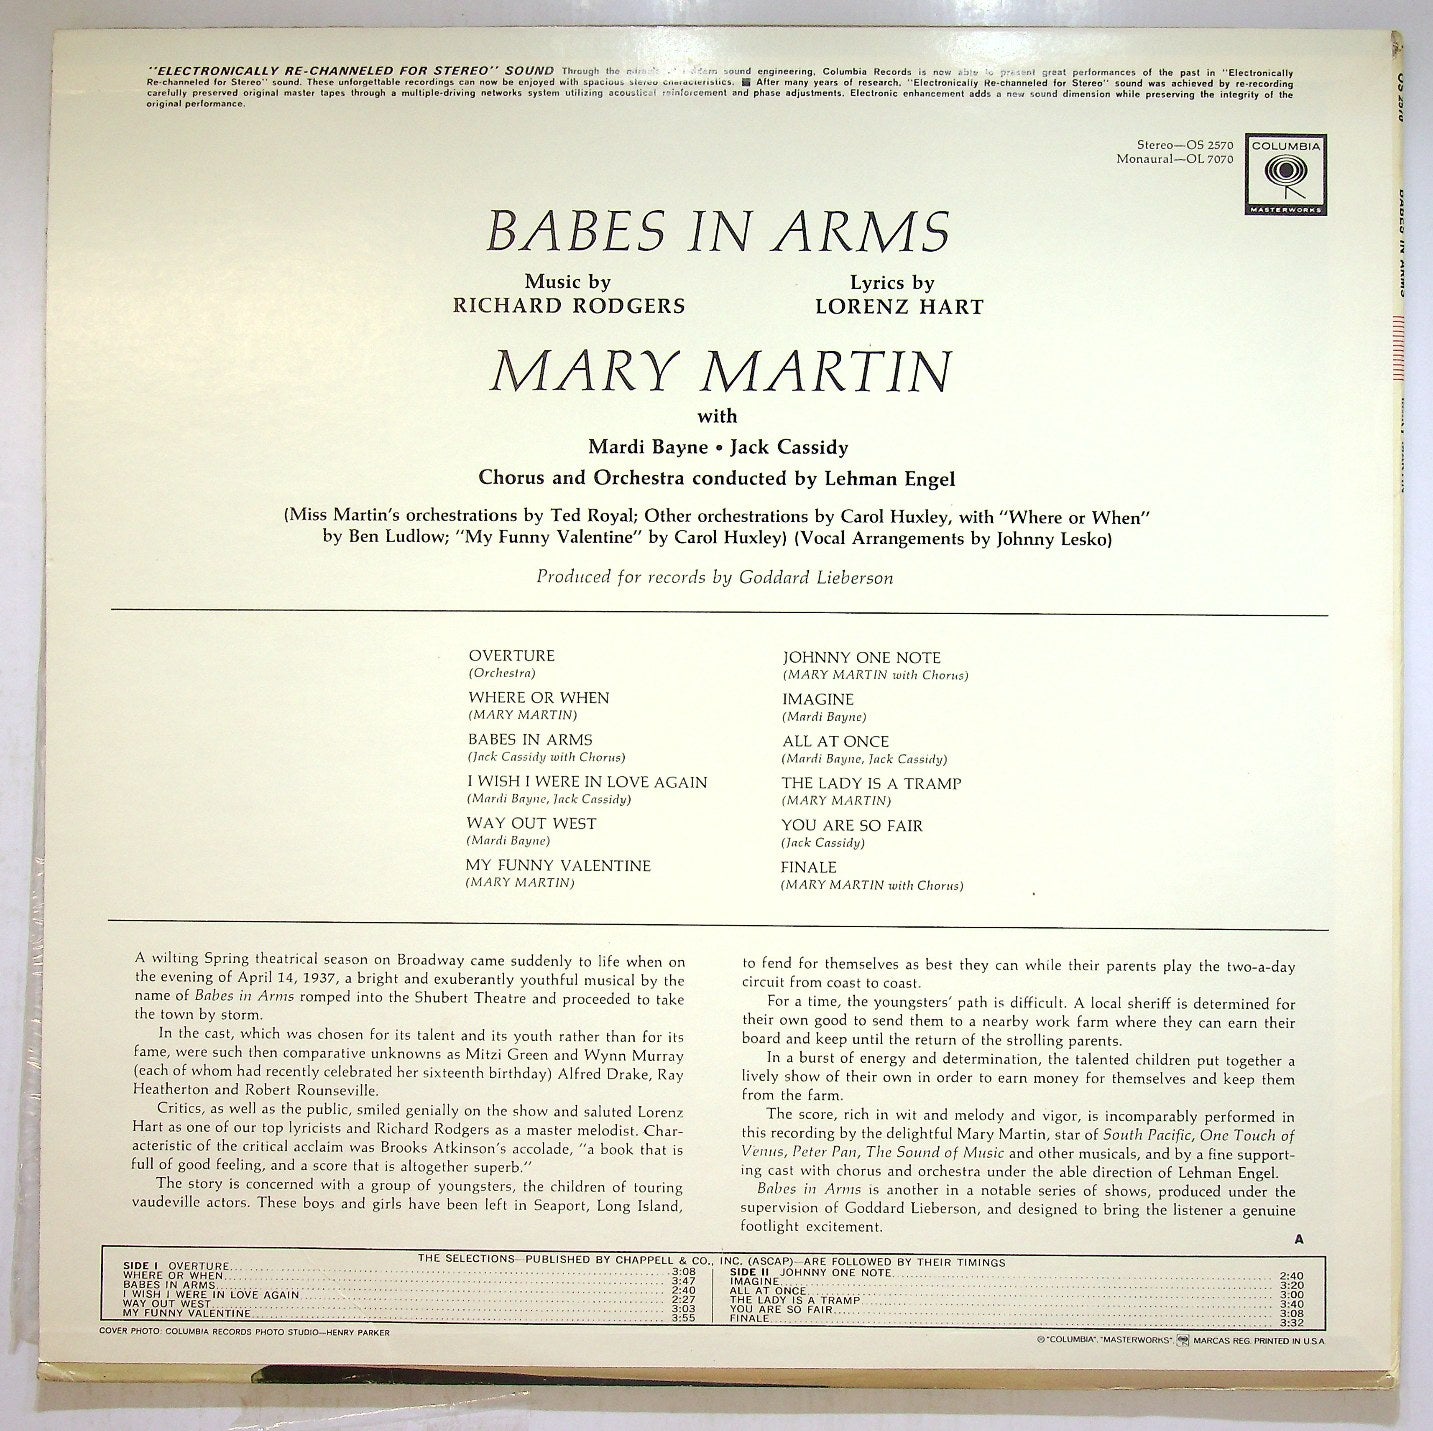 "ELECTRONICALLY RE-CHANNELED FOR STEREO" SOUND Through the of modern sound engineering, Columbia Records is now able to present great performances of the past in "Electronically
Re-channeled for Stereo" sound. These unforgettable recordings can now be enjoyed with spacious stereo characteristics. ■ After many years of research, "Electronically Re-channeled for Stereo" sound was achieved by re-recording
carefully preserved original master tapes through a multiple-driving networks system utilizing acoustical reinforcement and phase adjustments. Electronic enhancement adds a new sound dimension while preserving the integrity of the
original performance.
Stereo—OS 2570
Monaural—OL 7070
COLUMBIA
MASTERWORKS
OS 2570
BABES IN ARMS
BABES IN ARMS
Music by
RICHARD RODGERS
Lyrics by
LORENZ HART
MARY MARTIN
with
Mardi Bayne • Jack Cassidy
Chorus and Orchestra conducted by Lehman Engel
(Miss Martin's orchestrations by Ted Royal; Other orchestrations by Carol Huxley, with "Where or When"
by Ben Ludlow; "My Funny Valentine" by Carol Huxley) (Vocal Arrangements by Johnny Lesko)
Produced for records by Goddard Lieberson
OVERTURE
(Orchestra)
WHERE OR WHEN
(MARY MARTIN)
BABES IN ARMS
(Jack Cassidy with Chorus)
I WISH I WERE IN LOVE AGAIN
(Mardi Bayne, Jack Cassidy)
WAY OUT WEST
(Mardi Bayne)
MY FUNNY VALENTINE
(MARY MARTIN)
JOHNNY ONE NOTE
(MARY MARTIN with Chorus)
IMAGINE
(Mardi Bayne)
ALL AT ONCE
(Mardi Bayne, Jack Cassidy)
THE LADY IS A TRAMP
(MARY MARTIN)
YOU ARE SO FAIR
(Jack Cassidy)
FINALE
(MARY MARTIN with Chorus)
A wilting Spring theatrical season on Broadway came suddenly to life when on
the evening of April 14, 1937, a bright and exuberantly youthful musical by the
name of Babes in Arms romped into the Shubert Theatre and proceeded to take
the town by storm.
In the cast, which was chosen for its talent and its youth rather than for its
fame, were such then comparative unknowns as Mitzi Green and Wynn Murray
(each of whom had recently celebrated her sixteenth birthday) Alfred Drake, Ray
Heatherton and Robert Rounseville.
Critics, as well as the public, smiled genially on the show and saluted Lorenz
Hart as one of our top lyricists and Richard Rodgers as a master melodist. Char-
acteristic of the critical acclaim was Brooks Atkinson's accolade, "a book that is
full of good feeling, and a score that is altogether superb."
The story is concerned with a group of youngsters, the children of touring
vaudeville actors. These boys and girls have been left in Seaport, Long Island,
to fend for themselves as best they can while their parents play the two-a-day
circuit from coast to coast.
For a time, the youngsters' path is difficult. A local sheriff is determined for
their own good to send them to a nearby work farm where they can earn their
board and keep until the return of the strolling parents.
In a burst of energy and determination, the talented children put together a
lively show of their own in order to earn money for themselves and keep them
from the farm.
The score, rich in wit and melody and vigor, is incomparably performed in
this recording by the delightful Mary Martin, star of South Pacific, One Touch of
Venus, Peter Pan, The Sound of Music and other musicals, and by a fine support-
ing cast with chorus and orchestra under the able direction of Lehman Engel.
Babes in Arms is another in a notable series of shows, produced under the
supervision of Goddard Lieberson, and designed to bring the listener a genuine
footlight excitement.
A
THE SELECTIONS—PUBLISHED BY CHAPPELL & CO., INC. (ASCAP)—ARE FOLLOWED BY THEIR TIMINGS
SIDE I OVERTURE 3:08
WHERE OR WHEN 3:47
BABES IN ARMS 2:40
I WISH I WERE IN LOVE AGAIN 2:27
WAY OUT WEST 3:03
MY FUNNY VALENTINE 3:55
SIDE II JOHNNY ONE NOTE 2:40
IMAGINE 3:20
ALL AT ONCE 3:00
THE LADY IS A TRAMP 3:40
YOU ARE SO FAIR 3:08
FINALE 3:32
COVER PHOTO: COLUMBIA RECORDS PHOTO STUDIO—HENRY PARKER
® "COLUMBIA", "MASTERWORKS", MARCAS REG. PRINTED IN U.S.A